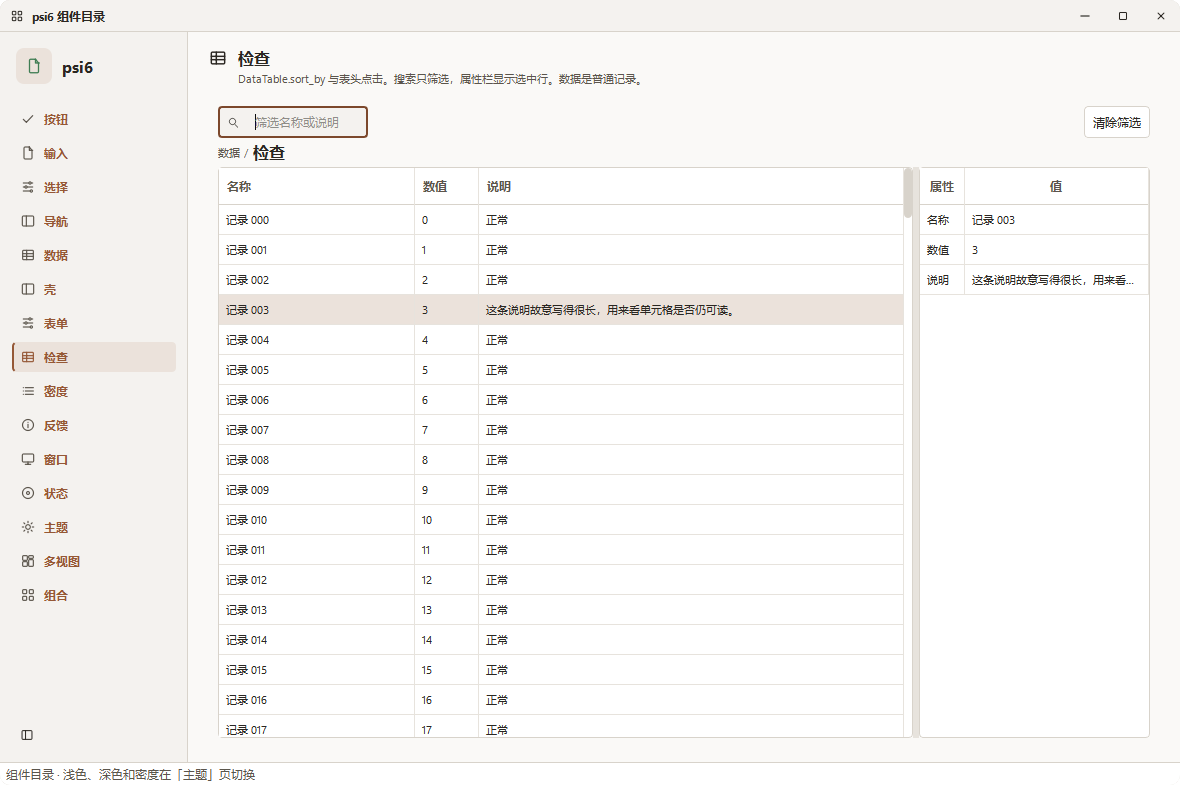 psi6 组件目录
psi6
按钮
输入
选择
导航
数据
壳
表单
检查
密度
反馈
窗口
状态
主题
多视图
组合
检查
DataTable.sort_by 与表头点击。搜索只筛选，属性栏显示选中行。数据是普通记录。
筛选名称或说明
清除筛选
数据 / 检查
名称 数值 说明
记录 000 0 正常
记录 001 1 正常
记录 002 2 正常
记录 003 3 这条说明故意写得很长，用来看单元格是否仍可读。
记录 004 4 正常
记录 005 5 正常
记录 006 6 正常
记录 007 7 正常
记录 008 8 正常
记录 009 9 正常
记录 010 10 正常
记录 011 11 正常
记录 012 12 正常
记录 013 13 正常
记录 014 14 正常
记录 015 15 正常
记录 016 16 正常
记录 017 17 正常
属性 值
名称 记录 003
数值 3
说明 这条说明故意写得很长，用来看...
组件目录 · 浅色、深色和密度在「主题」页切换